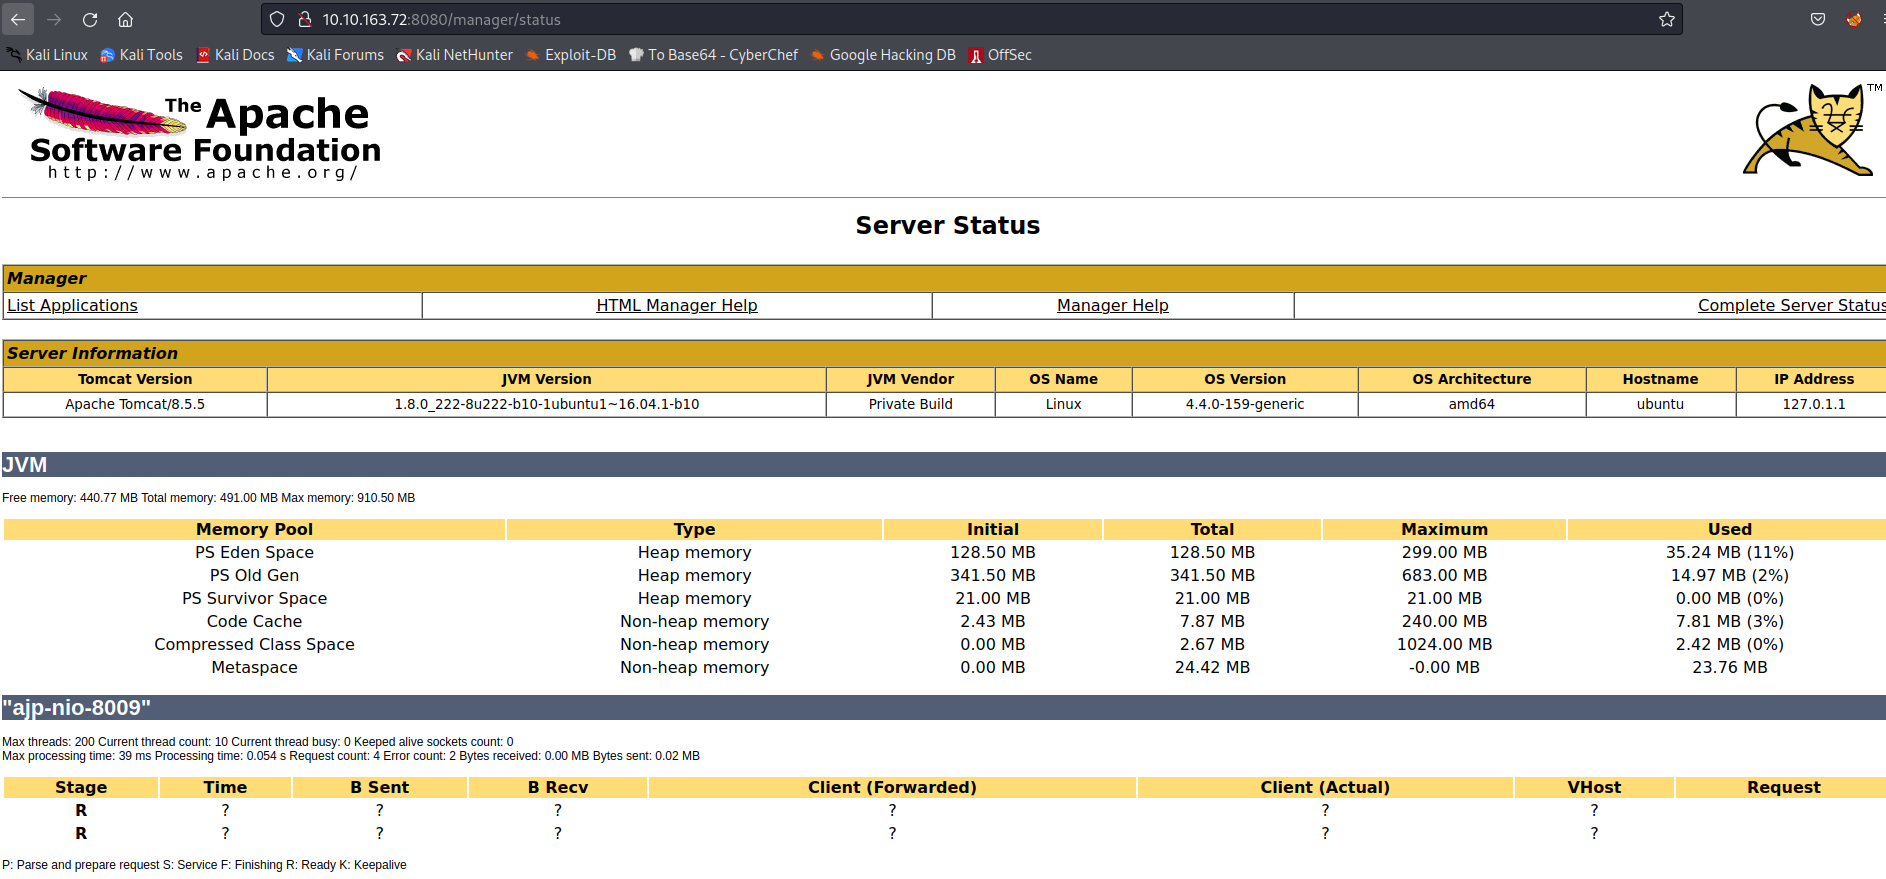 10.10.163.72:8080/manager/status
Kali Linux Kali Tools Kali Docs Kali Forums Kali NetHunter Exploit-DB To Base64 - CyberChef Google Hacking DB OffSec
The Apache
Software Foundation
http://www.apache.org/
TM
Server Status
Manager
List Applications HTML Manager Help Manager Help Complete Server Status
Server Information
Tomcat Version JVM Version JVM Vendor OS Name OS Version OS Architecture Hostname IP Address
Apache Tomcat/8.5.5 1.8.0_222-8u222-b10-1ubuntu1~16.04.1-b10 Private Build Linux 4.4.0-159-generic amd64 ubuntu 127.0.1.1
JVM
Free memory: 440.77 MB Total memory: 491.00 MB Max memory: 910.50 MB
Memory Pool Type Initial Total Maximum Used
PS Eden Space Heap memory 128.50 MB 128.50 MB 299.00 MB 35.24 MB (11%)
PS Old Gen Heap memory 341.50 MB 341.50 MB 683.00 MB 14.97 MB (2%)
PS Survivor Space Heap memory 21.00 MB 21.00 MB 21.00 MB 0.00 MB (0%)
Code Cache Non-heap memory 2.43 MB 7.87 MB 240.00 MB 7.81 MB (3%)
Compressed Class Space Non-heap memory 0.00 MB 2.67 MB 1024.00 MB 2.42 MB (0%)
Metaspace Non-heap memory 0.00 MB 24.42 MB -0.00 MB 23.76 MB
"ajp-nio-8009"
Max threads: 200 Current thread count: 10 Current thread busy: 0 Keeped alive sockets count: 0
Max processing time: 39 ms Processing time: 0.054 s Request count: 4 Error count: 2 Bytes received: 0.00 MB Bytes sent: 0.02 MB
Stage Time B Sent B Recv Client (Forwarded) Client (Actual) VHost Request
R ? ? ? ? ? ?
R ? ? ? ? ? ?
P: Parse and prepare request S: Service F: Finishing R: Ready K: Keepalive